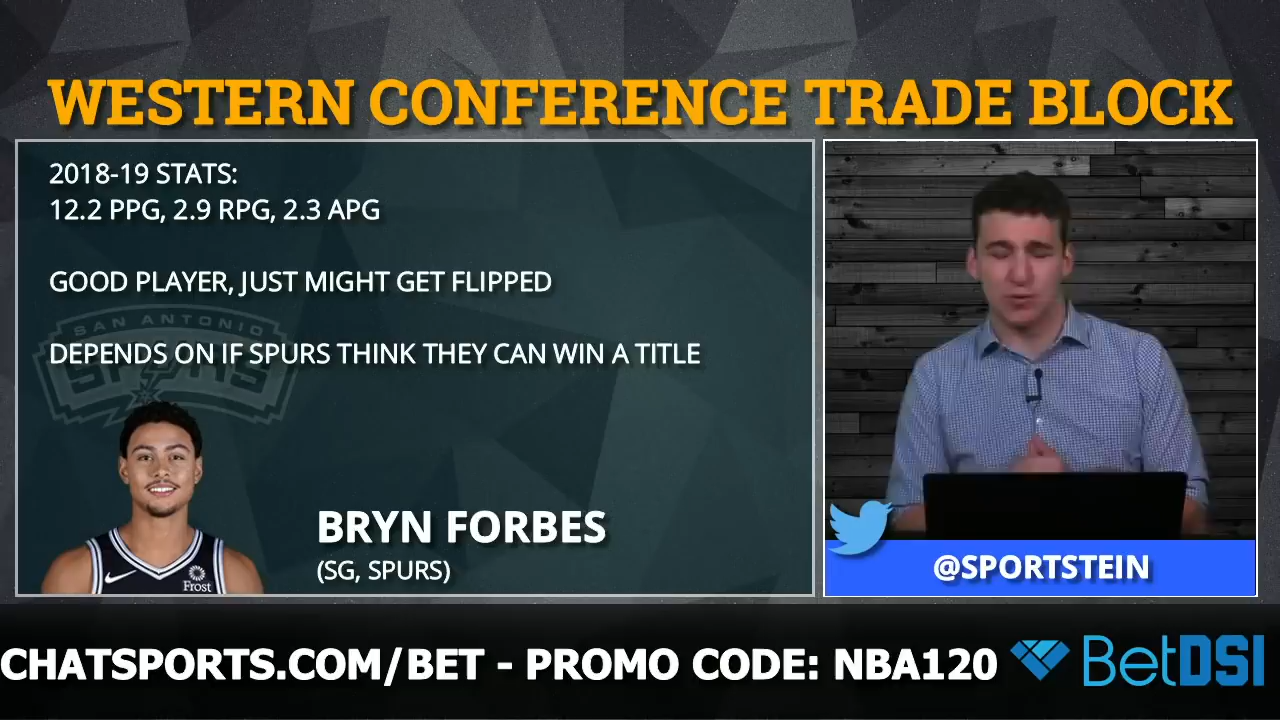 WESTERN CONFERENCE TRADE BLOCK
2018-19 STATS:
12.2 PPG, 2.9 RPG, 2.3 APG
GOOD PLAYER, JUST MIGHT GET FLIPPED
DEPENDS ON IF SPURS THINK THEY CAN WIN A TITLE
SAN ANTONIO
SPURS
Frost
BRYN FORBES
(SG, SPURS)
@SPORTSTEIN
CHATSPORTS.COM/BET - PROMO CODE: NBA120
BetDSI